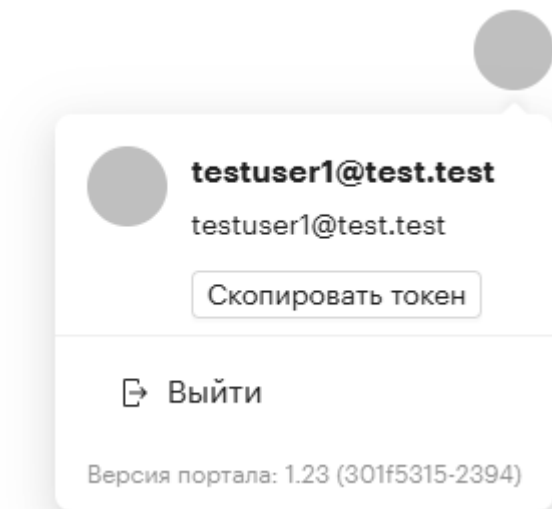 testuser1@test.test
testuser1@test.test
Скопировать токен
Выйти
Версия портала: 1.23 (301f5315-2394)